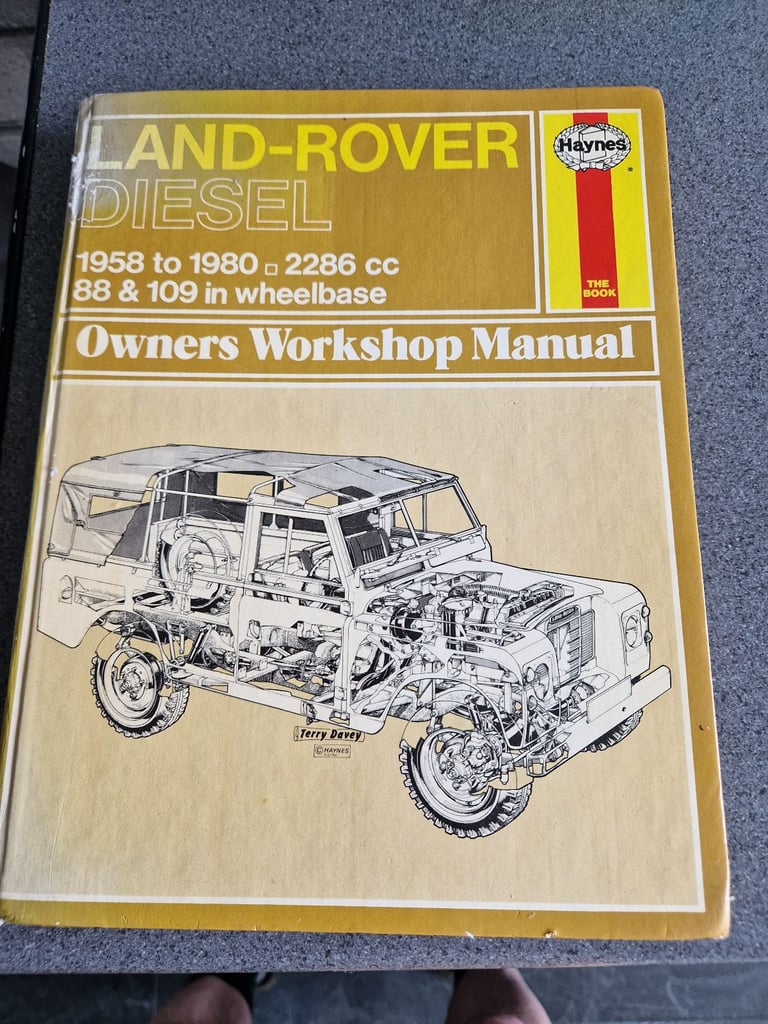 LAND-ROVER
DIESEL
1958 to 1980 □ 2286 cc
88 & 109 in wheelbase
Haynes
®
THE
BOOK
Owners Workshop Manual
Terry Davey
© HAYNES